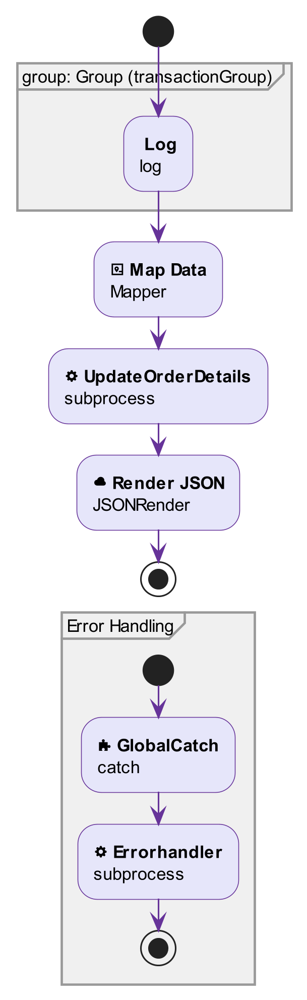 group: Group (transactionGroup)
Log
log
Map Data
Mapper
UpdateOrderDetails
subprocess
Render JSON
JSONRender
Error Handling
GlobalCatch
catch
Errorhandler
subprocess